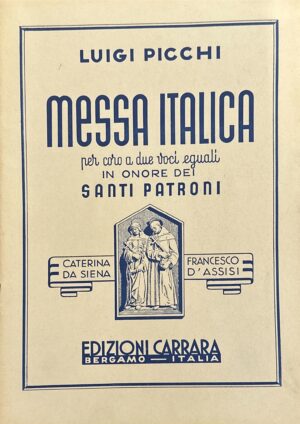 LUIGI PICCHI
MESSA ITALICA
per coro a due voci eguali
IN ONORE DEI
SANTI PATRONI
CATERINA
DA SIENA
FRANCESCO
D'ASSISI
EDIZIONI CARRARA
BERGAMO — ITALIA